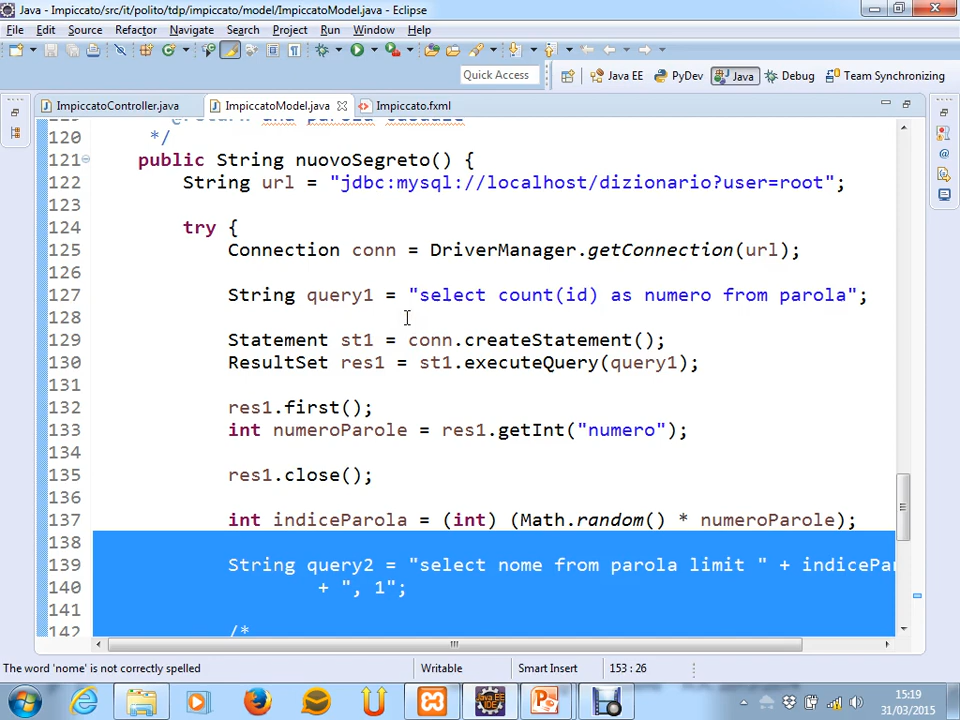 Java - Impiccato/src/it/polito/tdp/impiccato/model/ImpiccatoModel.java - Eclipse
File Edit Source Refactor Navigate Search Project Run Window Help
Quick Access Java EE PyDev Java Debug Team Synchronizing
ImpiccatoController.java ImpiccatoModel.java Impiccato.fxml
120 */
121 public String nuovoSegreto() {
122 String url = "jdbc:mysql://localhost/dizionario?user=root";
123
124 try {
125 Connection conn = DriverManager.getConnection(url);
126
127 String query1 = "select count(id) as numero from parola";
128
129 Statement st1 = conn.createStatement();
130 ResultSet res1 = st1.executeQuery(query1);
131
132 res1.first();
133 int numeroParole = res1.getInt("numero");
134
135 res1.close();
136
137 int indiceParola = (int) (Math.random() * numeroParole);
138
139 String query2 = "select nome from parola limit " + indicePar
140 + ", 1";
141
142 /*
The word 'nome' is not correctly spelled Writable Smart Insert 153 : 26
15:19
31/03/2015